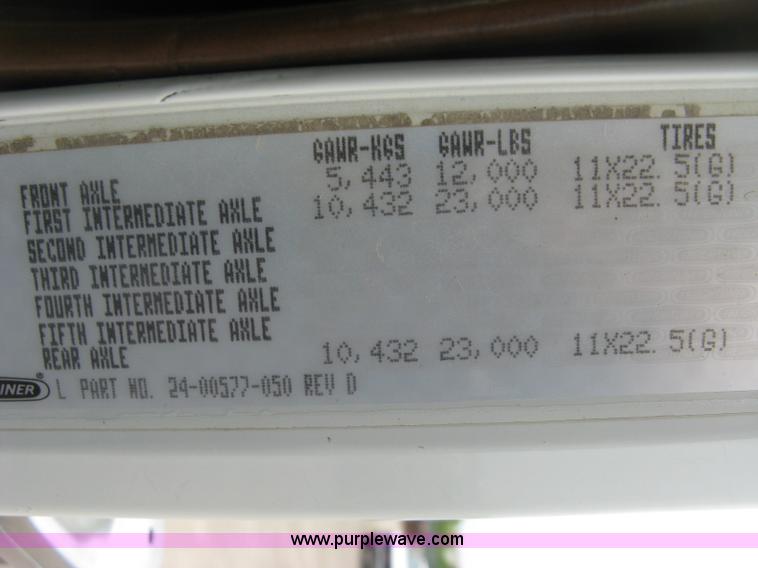 GAWR-KGS GAWR-LBS TIRES
FRONT AXLE 5,443 12,000 11X22.5(G)
FIRST INTERMEDIATE AXLE 10,432 23,000 11X22.5(G)
SECOND INTERMEDIATE AXLE
THIRD INTERMEDIATE AXLE
FOURTH INTERMEDIATE AXLE
FIFTH INTERMEDIATE AXLE
REAR AXLE 10,432 23,000 11X22.5(G)
INER® L PART NO. 24-00577-050 REV D
www.purplewave.com